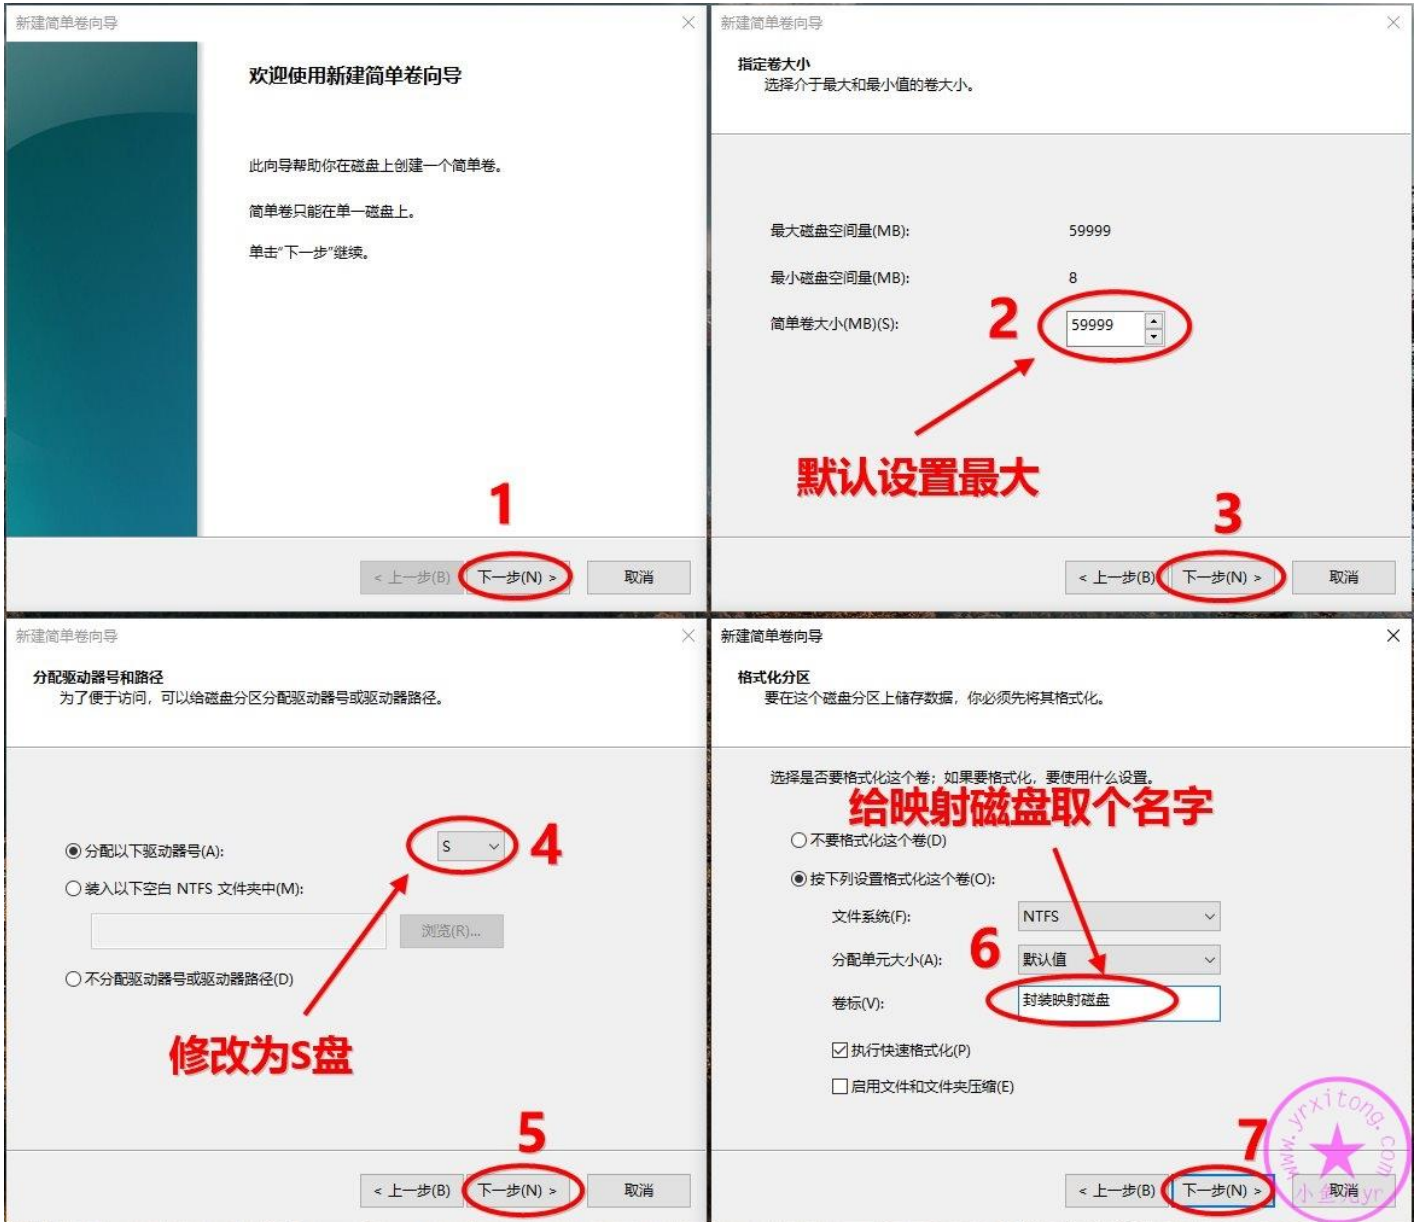 新建简单卷向导
欢迎使用新建简单卷向导
此向导帮助你在磁盘上创建一个简单卷。
简单卷只能在单一磁盘上。
单击"下一步"继续。
1
< 上一步(B)
下一步(N) >
取消
新建简单卷向导
指定卷大小
选择介于最大和最小值的卷大小。
最大磁盘空间量(MB):
59999
最小磁盘空间量(MB):
8
简单卷大小(MB)(S):
2
59999
默认设置最大
3
< 上一步(B)
下一步(N) >
取消
新建简单卷向导
分配驱动器号和路径
为了便于访问，可以给磁盘分区分配驱动器号或驱动器路径。
分配以下驱动器号(A):
S
4
装入以下空白 NTFS 文件夹中(M):
浏览(R)...
不分配驱动器号或驱动器路径(D)
修改为S盘
5
< 上一步(B)
下一步(N) >
取消
新建简单卷向导
格式化分区
要在这个磁盘分区上储存数据，你必须先将其格式化。
选择是否要格式化这个卷；如果要格式化，要使用什么设置。
给映射磁盘取个名字
不要格式化这个卷(D)
按下列设置格式化这个卷(O):
文件系统(F):
NTFS
6
分配单元大小(A):
默认值
卷标(V):
封装映射磁盘
执行快速格式化(P)
启用文件和文件夹压缩(E)
7
< 上一步(B)
下一步(N) >
取消
www.yrxitong.com